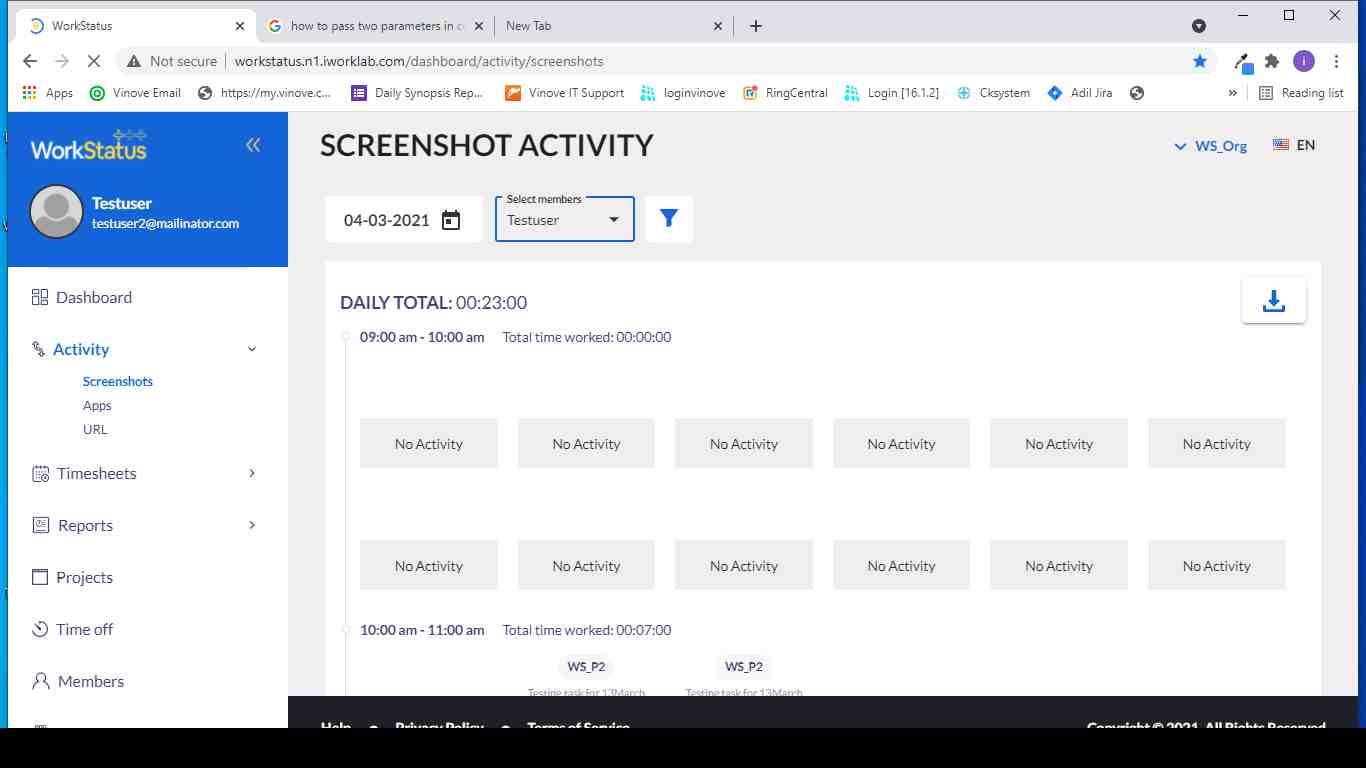 WorkStatus
how to pass two parameters in c
New Tab
Not secure
workstatus.n1.iworklab.com/dashboard/activity/screenshots
i
Apps
Vinove Email
https://my.vinove.c...
Daily Synopsis Rep...
Vinove IT Support
loginvinove
RingCentral
Login [16.1.2]
Cksystem
Adil Jira
»
Reading list
WorkStatus
Testuser
testuser2@mailinator.com
Dashboard
Activity
Screenshots
Apps
URL
Timesheets
Reports
Projects
Time off
Members
SCREENSHOT ACTIVITY
WS_Org
EN
04-03-2021
Select members
Testuser
DAILY TOTAL: 00:23:00
09:00 am - 10:00 am Total time worked: 00:00:00
No Activity No Activity No Activity No Activity No Activity No Activity
No Activity No Activity No Activity No Activity No Activity No Activity
10:00 am - 11:00 am Total time worked: 00:07:00
WS_P2 WS_P2
Testing task for 13March Testing task for 13March
Help Privacy Policy Terms of Service Copyright © 2021. All Rights Reserved